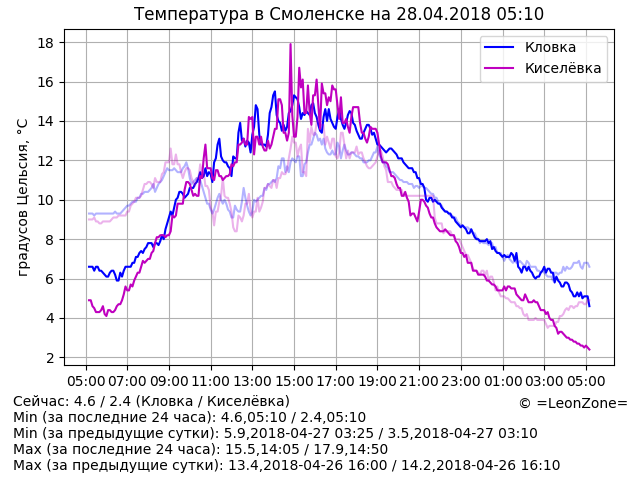 Температура в Смоленске на 28.04.2018 05:10
градусов Цельсия, °C
18
16
14
12
10
8
6
4
2
Кловка
Киселёвка
05:00 07:00 09:00 11:00 13:00 15:00 17:00 19:00 21:00 23:00 01:00 03:00 05:00
Сейчас: 4.6 / 2.4 (Кловка / Киселёвка)
© =LeonZone=
Min (за последние 24 часа): 4.6,05:10 / 2.4,05:10
Min (за предыдущие сутки): 5.9,2018-04-27 03:25 / 3.5,2018-04-27 03:10
Max (за последние 24 часа): 15.5,14:05 / 17.9,14:50
Max (за предыдущие сутки): 13.4,2018-04-26 16:00 / 14.2,2018-04-26 16:10